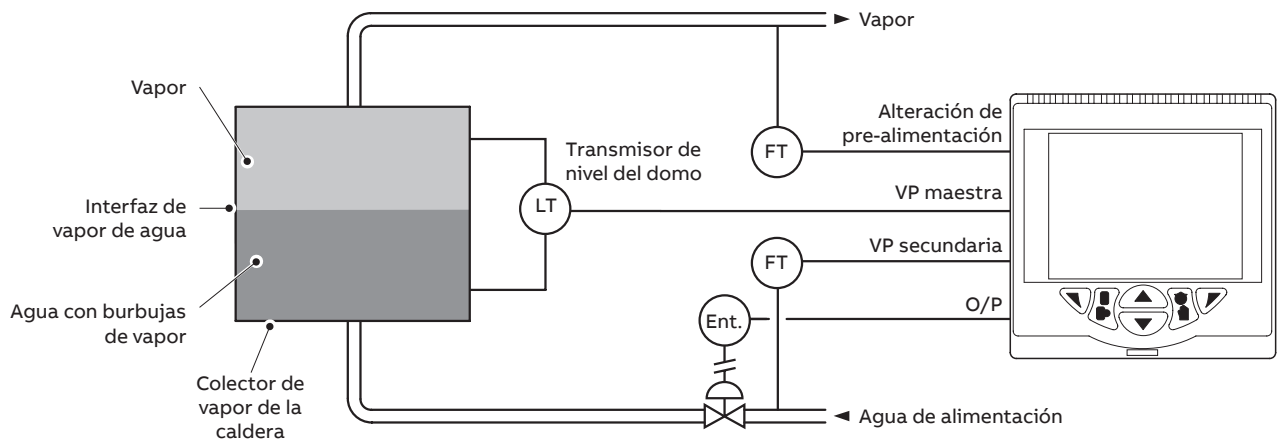 ► Vapor
Vapor
Alteración de
pre-alimentación
FT
Transmisor de
nivel del domo
VP maestra
LT
Interfaz de
vapor de agua
VP secundaria
FT
Agua con burbujas
de vapor
O/P
Ent.
Colector de
vapor de la
caldera
◄ Agua de alimentación